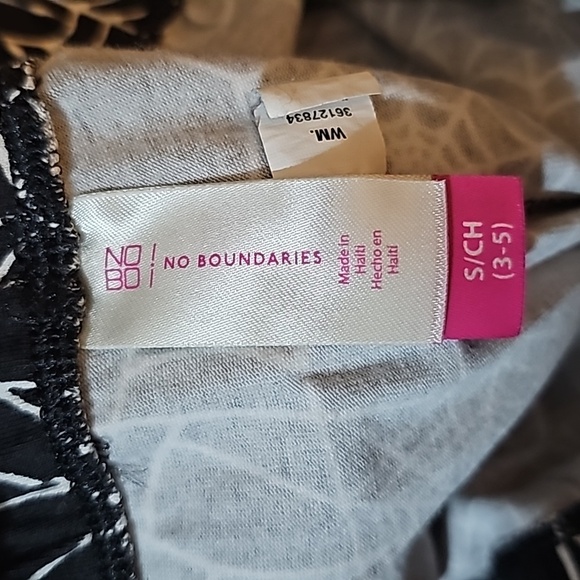 NO
BO
NO BOUNDARIES
Made in
Haiti
Hecho en
Haití
S/CH
(3-5)
WM.
36127834